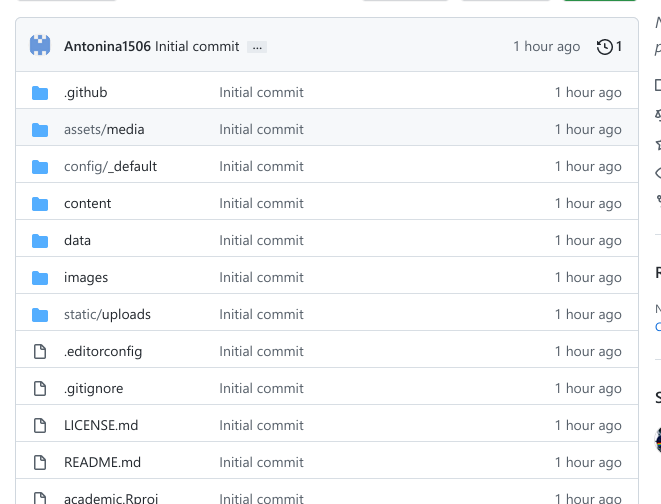 Antonina1506 Initial commit ... 1 hour ago 1
.github Initial commit 1 hour ago
assets/media Initial commit 1 hour ago
config/_default Initial commit 1 hour ago
content Initial commit 1 hour ago
data Initial commit 1 hour ago
images Initial commit 1 hour ago
static/uploads Initial commit 1 hour ago
.editorconfig Initial commit 1 hour ago
.gitignore Initial commit 1 hour ago
LICENSE.md Initial commit 1 hour ago
README.md Initial commit 1 hour ago
academic.Rproj Initial commit 1 hour ago